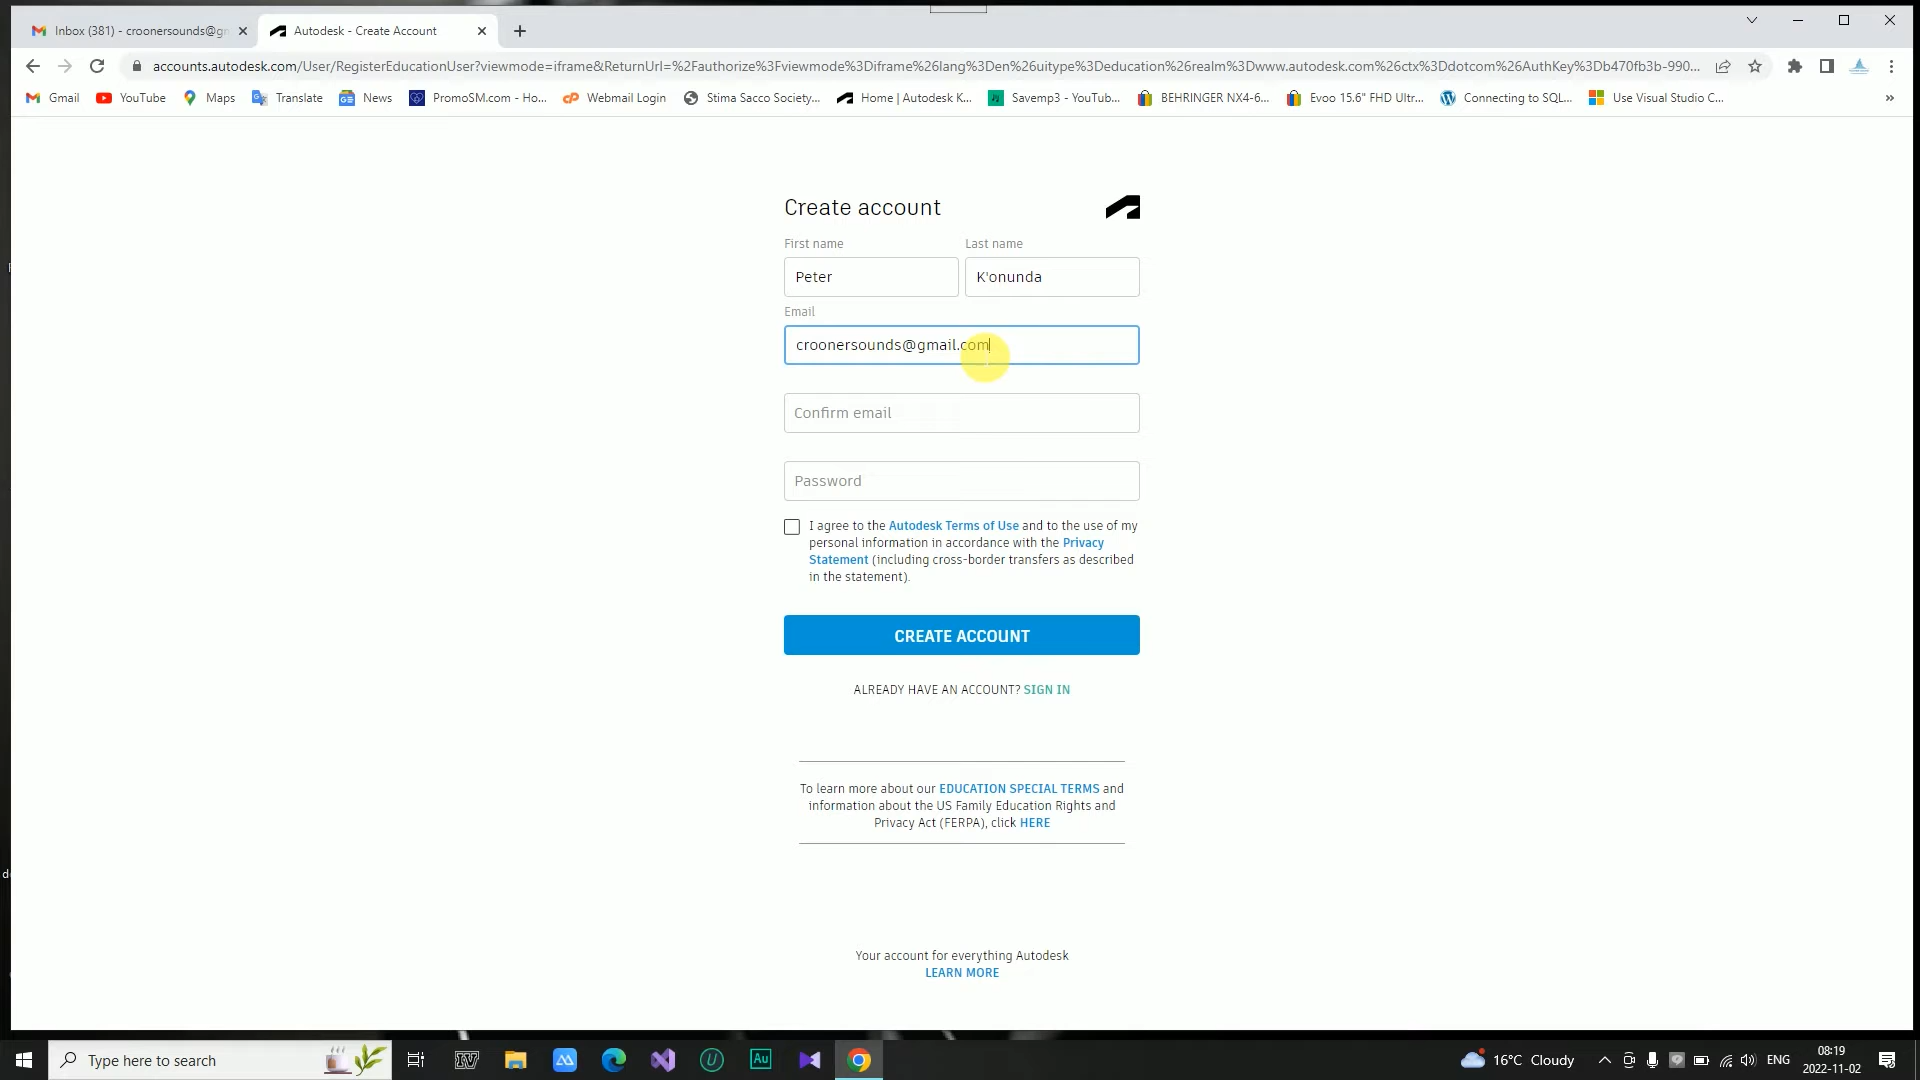 Inbox (381) - croonersounds@gm
Autodesk - Create Account
accounts.autodesk.com/User/RegisterEducationUser?viewmode=iframe&ReturnUrl=%2Fauthorize%3Fviewmode%3Diframe%26lang%3Den%26uitype%3Deducation%26realm%3Dwww.autodesk.com%26ctx%3Ddotcom%26AuthKey%3Db470fb3b-990...
Gmail YouTube Maps Translate News PromoSM.com - Ho... Webmail Login Stima Sacco Society... Home | Autodesk K... Savemp3 - YouTub... BEHRINGER NX4-6... Evoo 15.6" FHD Ultr... Connecting to SQL... Use Visual Studio C... »
Create account
First name Last name
Peter K'onunda
Email
croonersounds@gmail.com
Confirm email
Password
I agree to the Autodesk Terms of Use and to the use of my
personal information in accordance with the Privacy
Statement (including cross-border transfers as described
in the statement).
CREATE ACCOUNT
ALREADY HAVE AN ACCOUNT? SIGN IN
To learn more about our EDUCATION SPECIAL TERMS and
information about the US Family Education Rights and
Privacy Act (FERPA), click HERE
Your account for everything Autodesk
LEARN MORE
Type here to search
Au
16°C Cloudy
ENG
08:19
2022-11-02